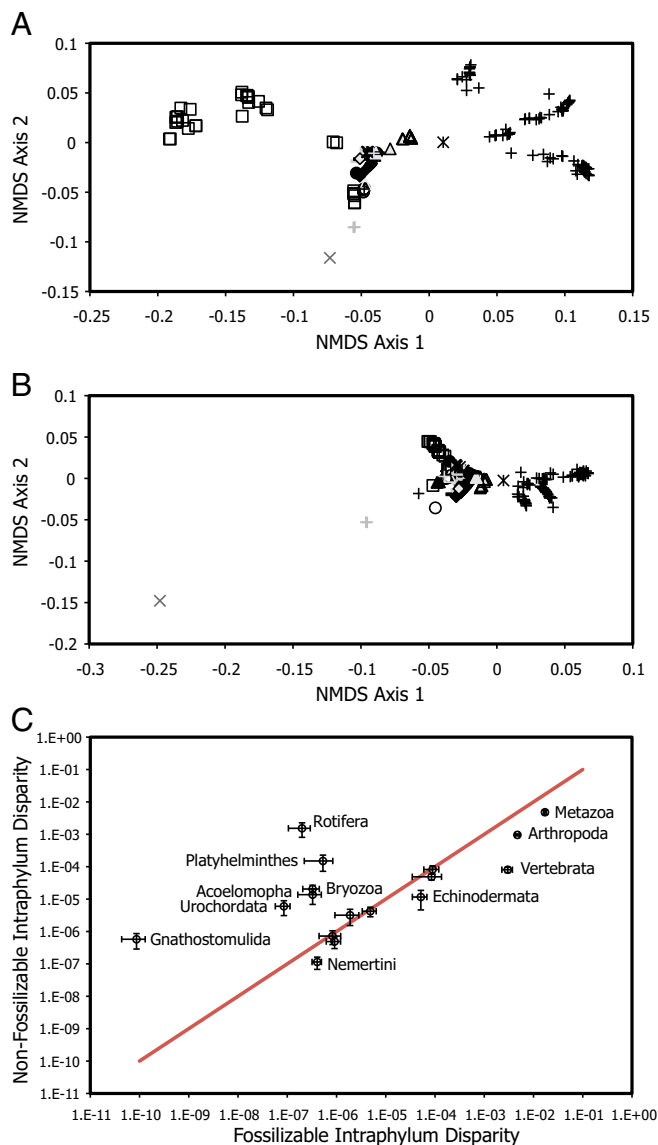 A
0.1
0.05
0
-0.05
-0.1
-0.15
NMDS Axis 2
-0.25 -0.2 -0.15 -0.1 -0.05 0 0.05 0.1 0.15
NMDS Axis 1
B
0.1
0.05
0
-0.05
-0.1
-0.15
-0.2
NMDS Axis 2
-0.3 -0.25 -0.2 -0.15 -0.1 -0.05 0 0.05 0.1
NMDS Axis 1
C
1.E+00
1.E-01
1.E-02
1.E-03
1.E-04
1.E-05
1.E-06
1.E-07
1.E-08
1.E-09
1.E-10
1.E-11
Non-Fossilizable Intraphylum Disparity
Metazoa
Rotifera
Arthropoda
Platyhelminthes
Vertebrata
Acoelompha
Bryozoa
Echinodermata
Urochordata
Gnathostomulida
Nemertini
1.E-11 1.E-10 1.E-09 1.E-08 1.E-07 1.E-06 1.E-05 1.E-04 1.E-03 1.E-02 1.E-01 1.E+00
Fossilizable Intraphylum Disparity